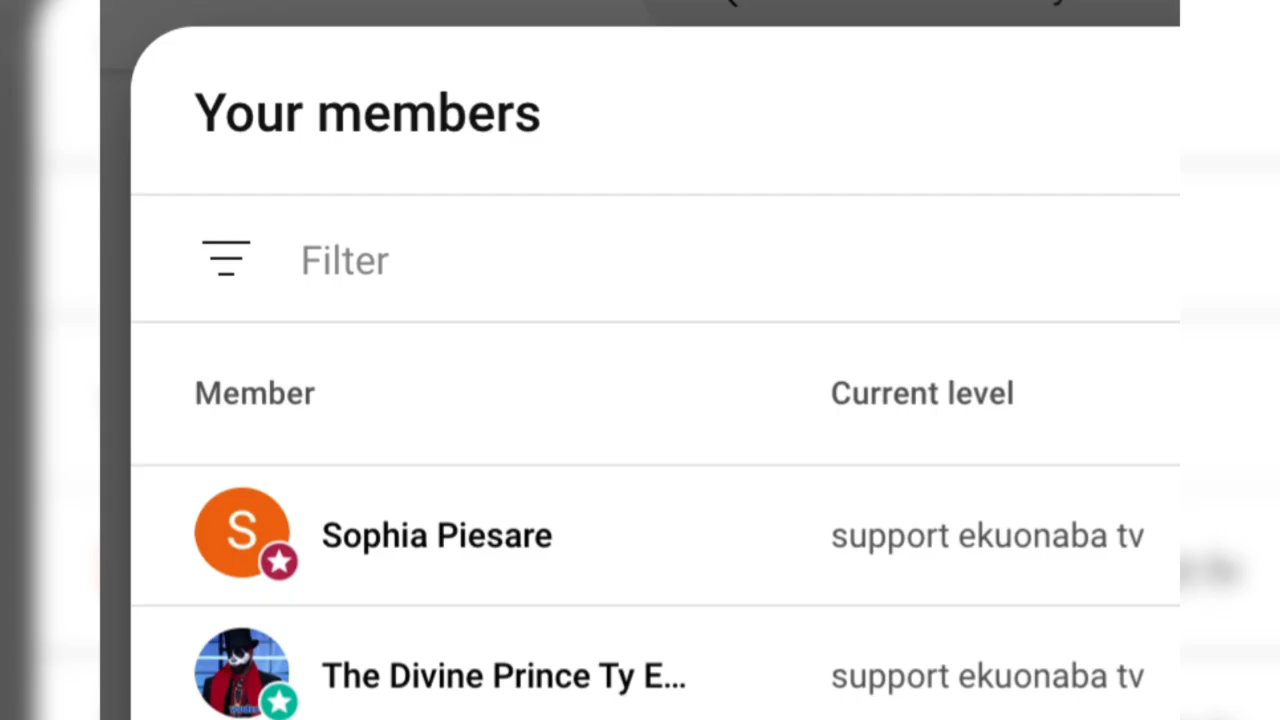 Your members
Filter
Member Current level
S Sophia Piesare support ekuonaba tv
The Divine Prince Ty E... support ekuonaba tv